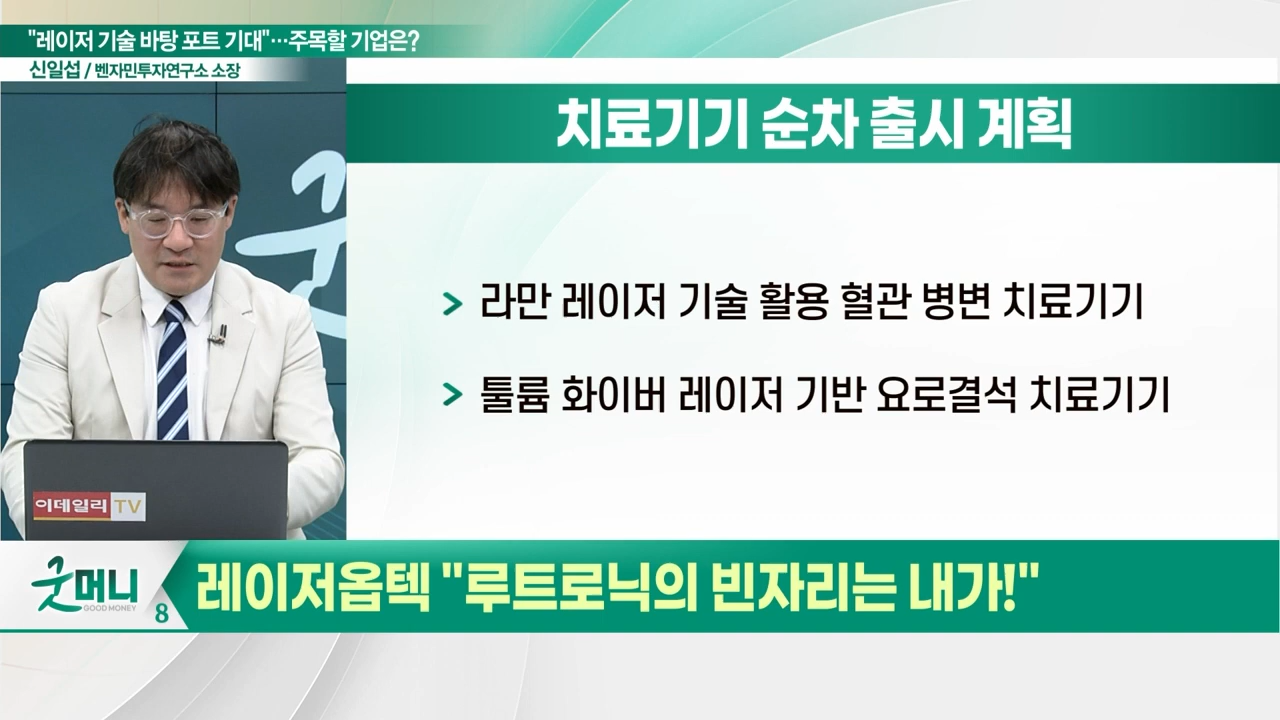 "레이저 기술 바탕 포트 기대"…주목할 기업은?
신일섭 / 벤자민투자연구소 소장
치료기기 순차 출시 계획
> 라만 레이저 기술 활용 혈관 병변 치료기기
> 툴륨 화이버 레이저 기반 요로결석 치료기기
이데일리 TV
굿머니
GOOD MONEY
8
레이저옵텍 "루트로닉의 빈자리는 내가!"